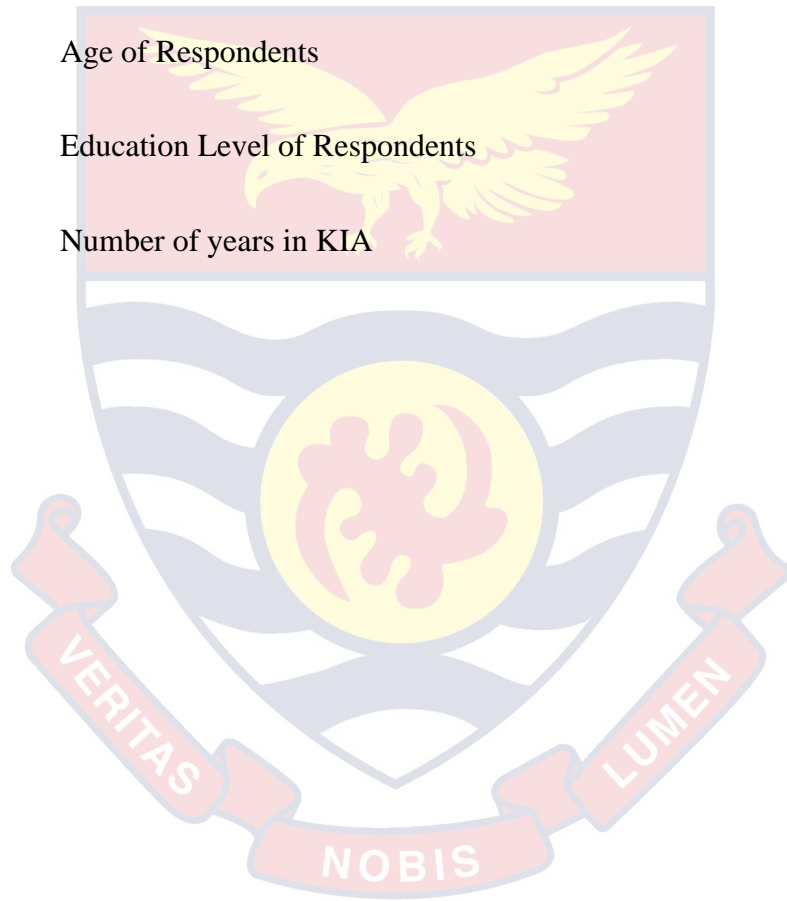 Age of Respondents
Education Level of Respondents
Number of years in KIA
VERITAS
NOBIS
LUMEN